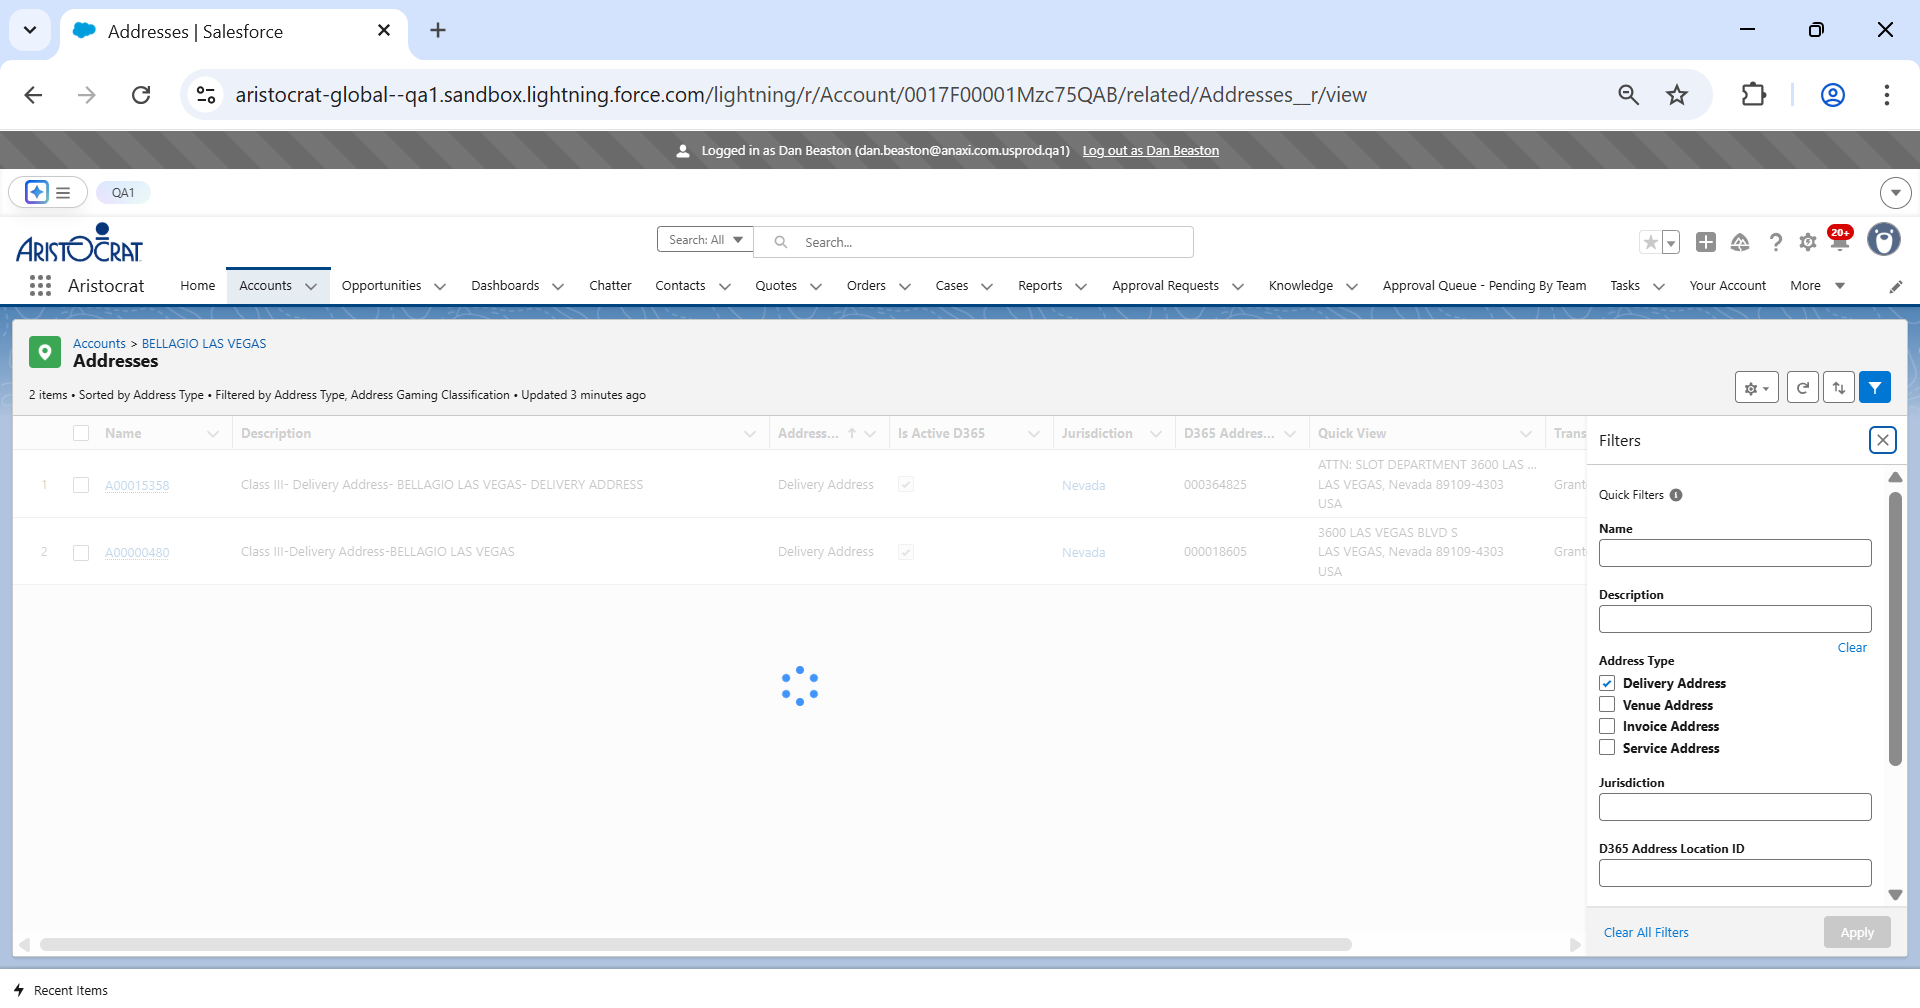 Addresses | Salesforce
aristocrat-global--qa1.sandbox.lightning.force.com/lightning/r/Account/0017F00001Mzc75QAB/related/Addresses__r/view
Logged in as Dan Beaston (dan.beaston@anaxi.com.usprod.qa1) Log out as Dan Beaston
QA1
ARISTOCRAT
Search: All
Search...
20+
Aristocrat
Home
Accounts
Opportunities
Dashboards
Chatter
Contacts
Quotes
Orders
Cases
Reports
Approval Requests
Knowledge
Approval Queue - Pending By Team
Tasks
Your Account
More
Accounts > BELLAGIO LAS VEGAS
Addresses
2 items • Sorted by Address Type • Filtered by Address Type, Address Gaming Classification • Updated 3 minutes ago
Name
Description
Address...
Is Active D365
Jurisdiction
D365 Addres...
Quick View
Trans
1
A00015358
Class III- Delivery Address- BELLAGIO LAS VEGAS- DELIVERY ADDRESS
Delivery Address
Nevada
000364825
ATTN: SLOT DEPARTMENT 3600 LAS ...
LAS VEGAS, Nevada 89109-4303
USA
Grant
2
A00000480
Class III-Delivery Address-BELLAGIO LAS VEGAS
Delivery Address
Nevada
000018605
3600 LAS VEGAS BLVD S
LAS VEGAS, Nevada 89109-4303
USA
Grant
Filters
Quick Filters
Name
Description
Clear
Address Type
Delivery Address
Venue Address
Invoice Address
Service Address
Jurisdiction
D365 Address Location ID
Clear All Filters
Apply
Recent Items